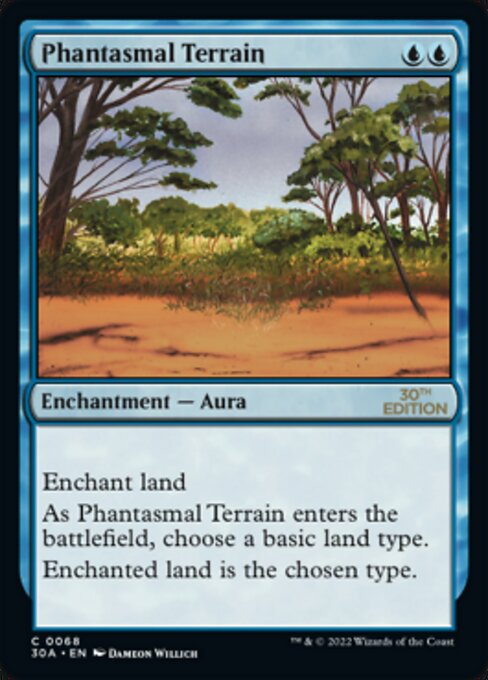 Phantasmal Terrain
Enchantment — Aura
30TH
EDITION
Enchant land
As Phantasmal Terrain enters the
battlefield, choose a basic land type.
Enchanted land is the chosen type.
C 0068
30A • EN Dameon Willich
™ & © 2022 Wizards of the Coast